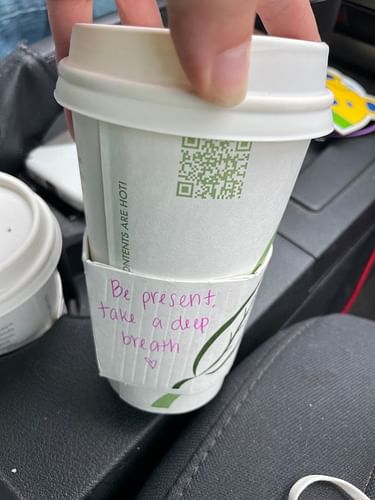 ONTENTS ARE HOT!
Be present
take a deep
breath